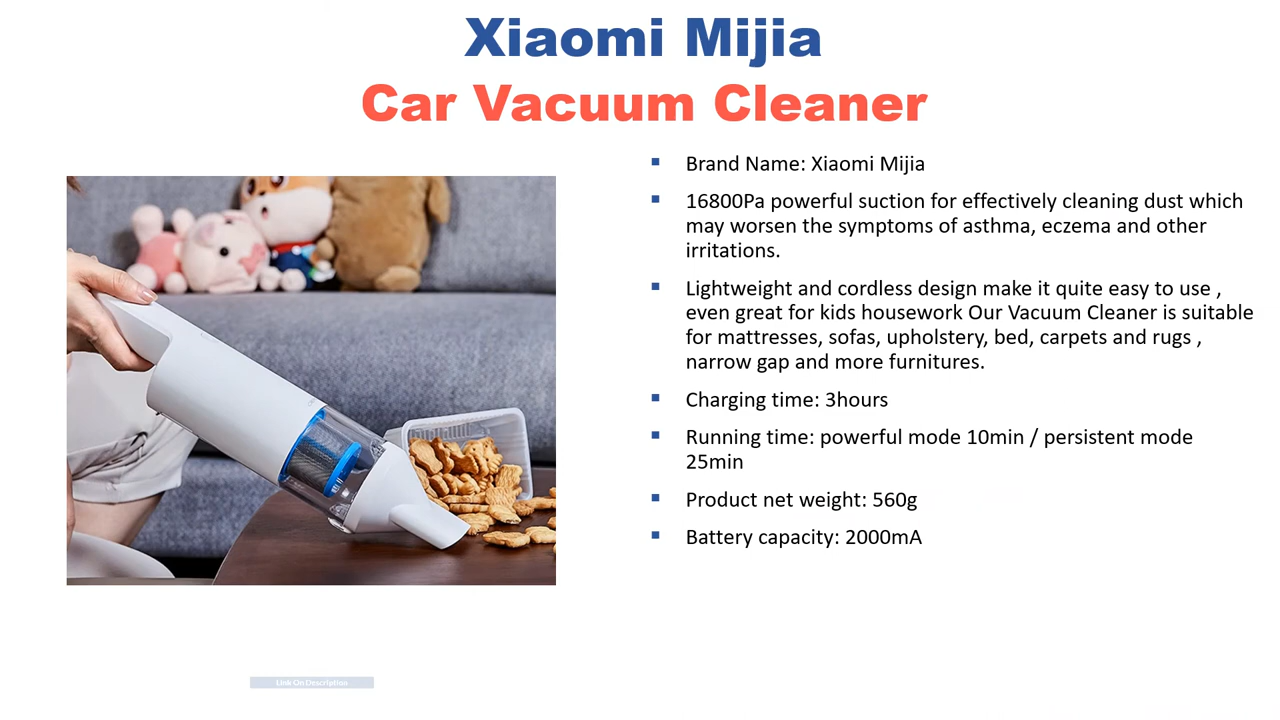 Xiaomi Mijia
Car Vacuum Cleaner
▪ Brand Name: Xiaomi Mijia
▪ 16800Pa powerful suction for effectively cleaning dust which
may worsen the symptoms of asthma, eczema and other
irritations.
▪ Lightweight and cordless design make it quite easy to use ,
even great for kids housework Our Vacuum Cleaner is suitable
for mattresses, sofas, upholstery, bed, carpets and rugs ,
narrow gap and more furnitures.
▪ Charging time: 3hours
▪ Running time: powerful mode 10min / persistent mode
25min
▪ Product net weight: 560g
▪ Battery capacity: 2000mA
Link On Description